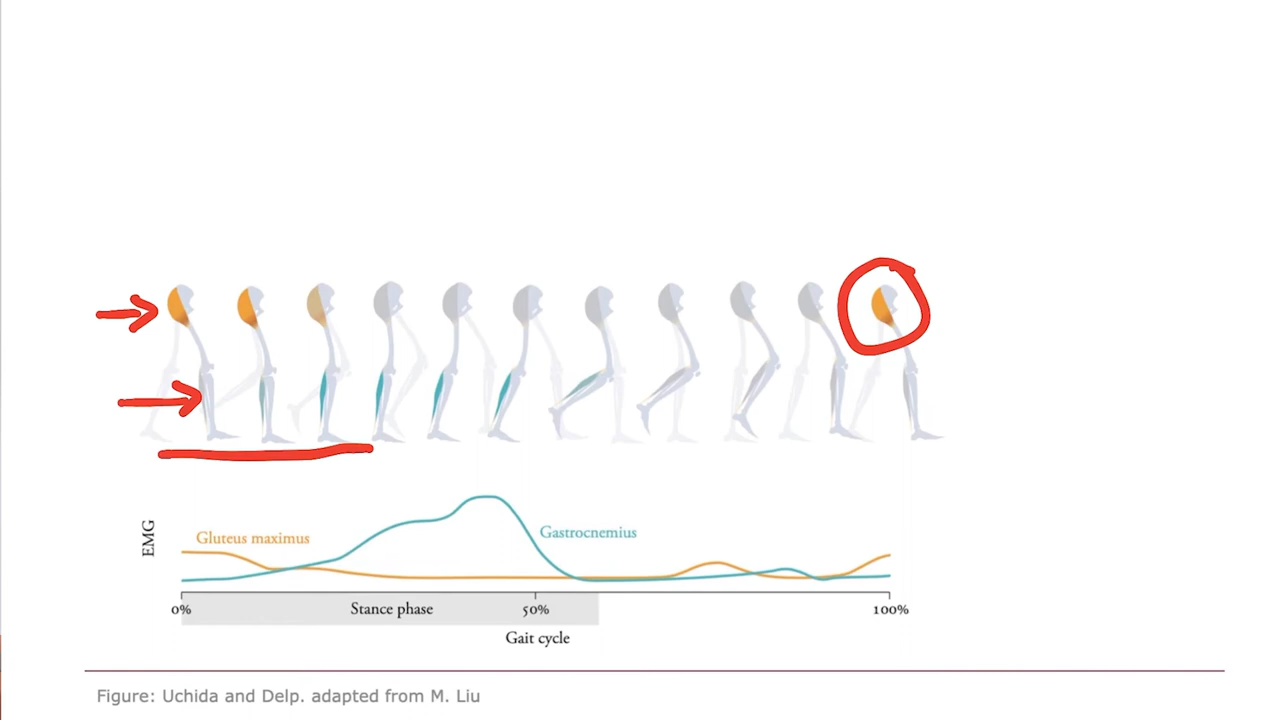 EMG
Gluteus maximus
Gastrocnemius
0%
Stance phase
50%
100%
Gait cycle
Figure: Uchida and Delp. adapted from M. Liu